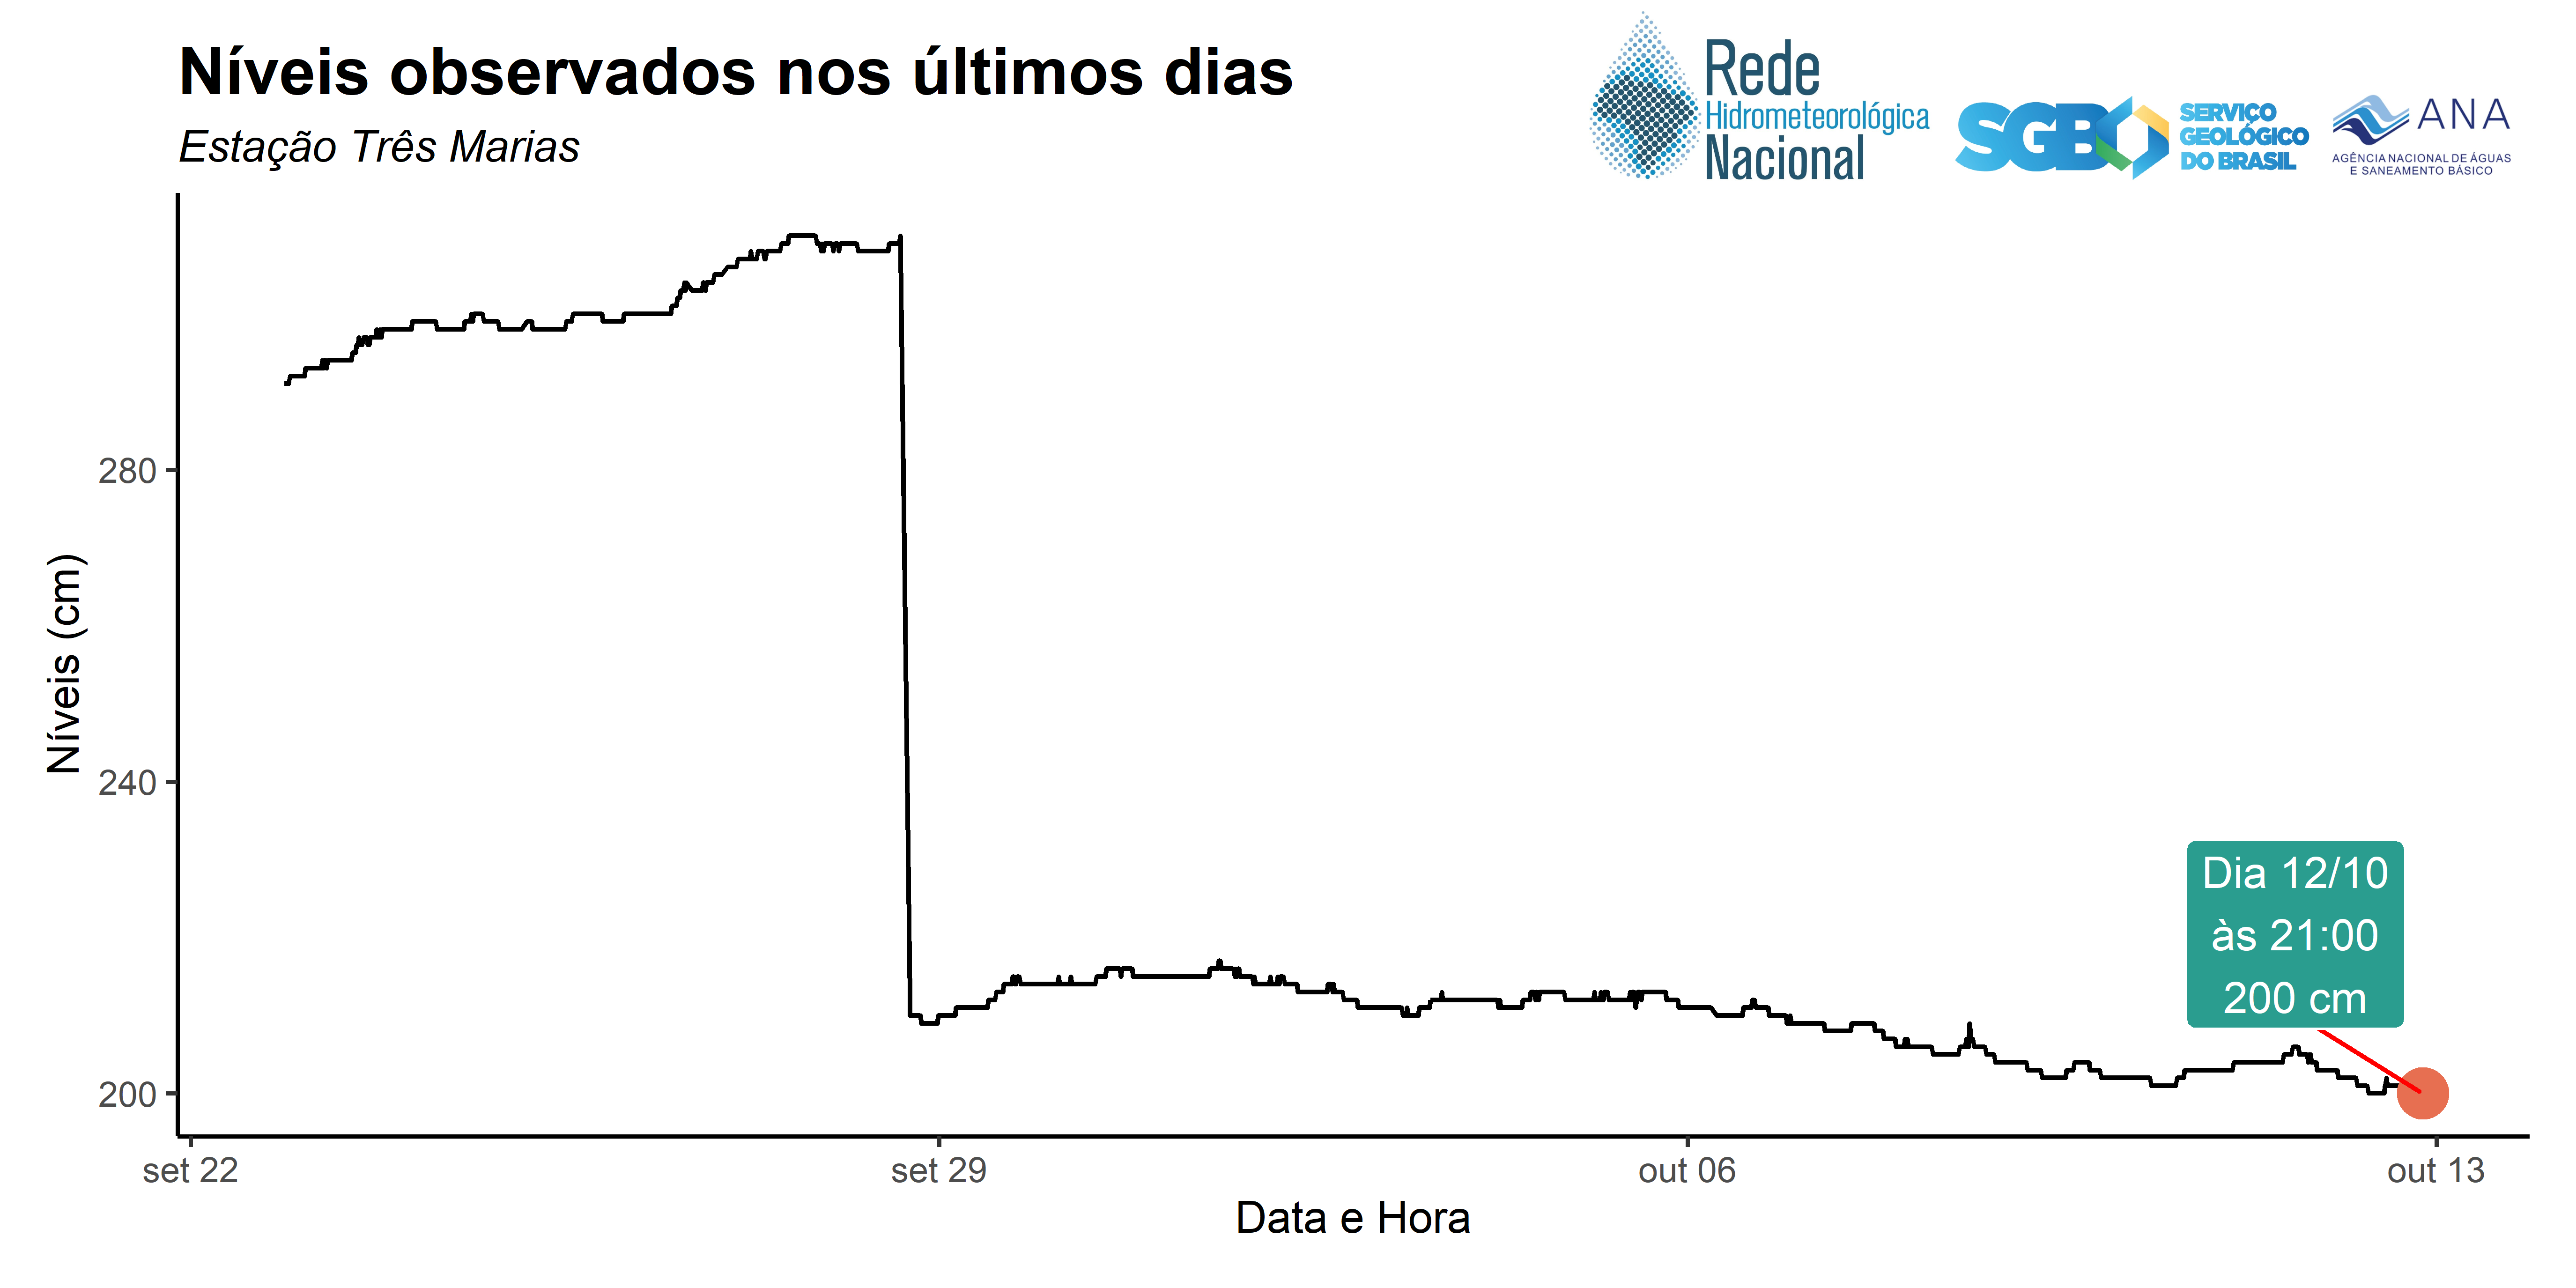 Níveis observados nos últimos dias
Estação Três Marias
Rede
Hidrometeorológica
Nacional
SGB
SERVIÇO
GEOLÓGICO
DO BRASIL
ANA
AGÊNCIA NACIONAL DE ÁGUAS
E SANEAMENTO BÁSICO
Níveis (cm)
280
240
200
Dia 12/10
às 21:00
200 cm
set 22
set 29
out 06
out 13
Data e Hora